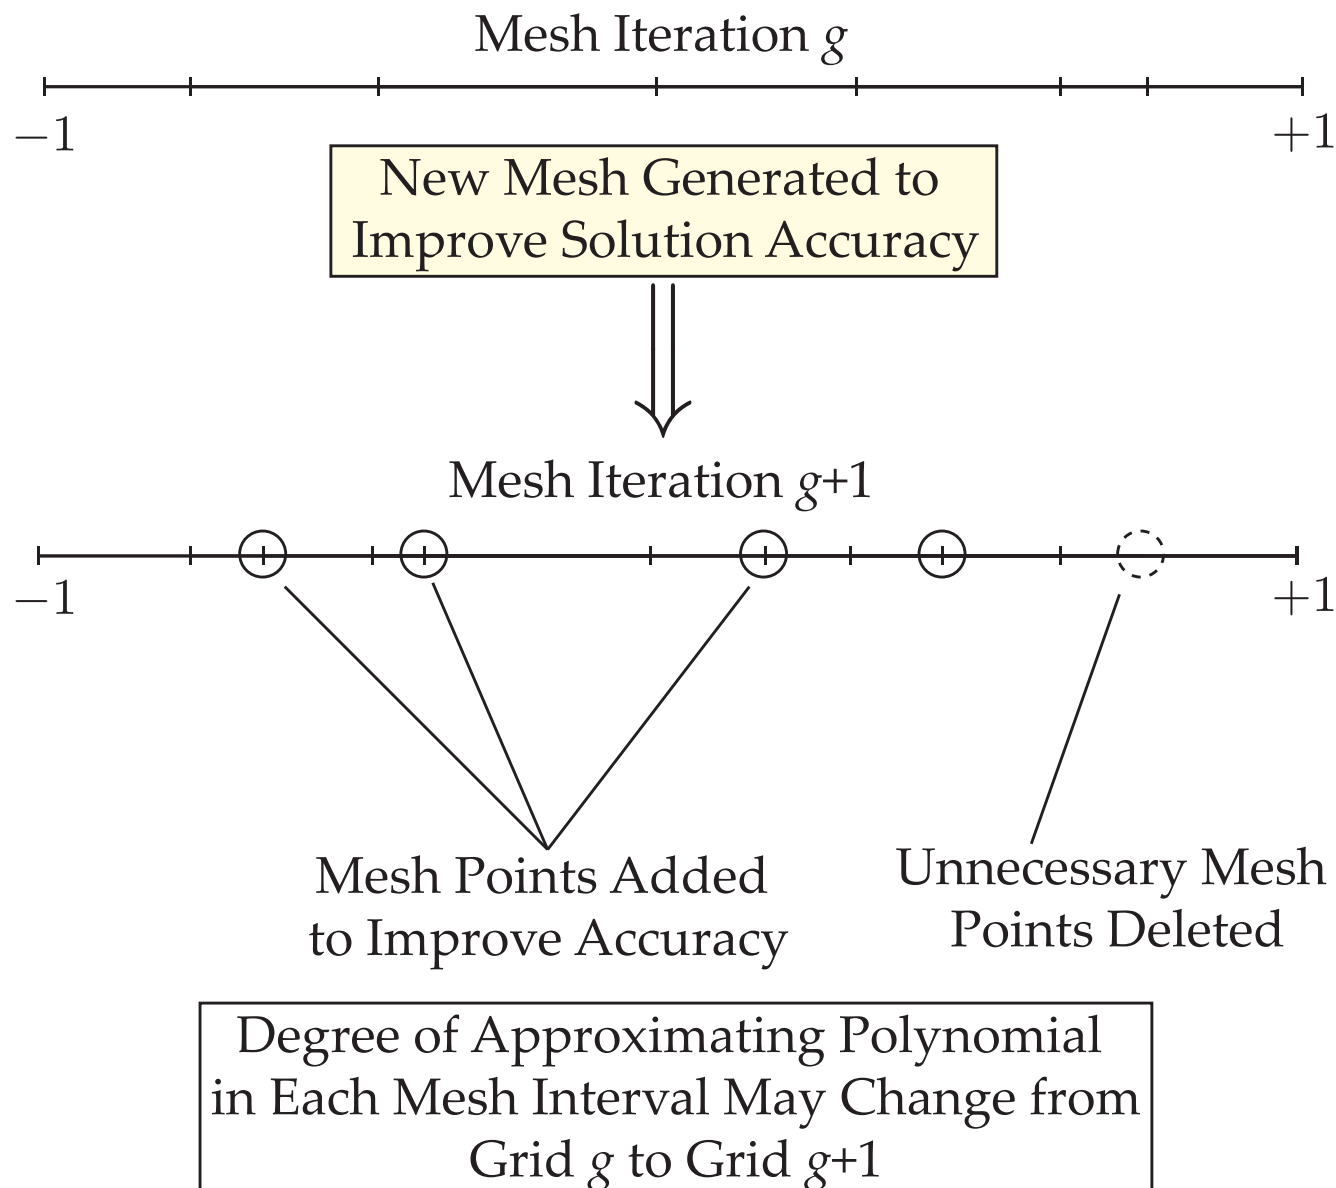 Mesh Iteration g
−1 +1
New Mesh Generated to
Improve Solution Accuracy
Mesh Iteration g+1
−1 +1
Mesh Points Added
to Improve Accuracy
Unnecessary Mesh
Points Deleted
Degree of Approximating Polynomial
in Each Mesh Interval May Change from
Grid g to Grid g+1